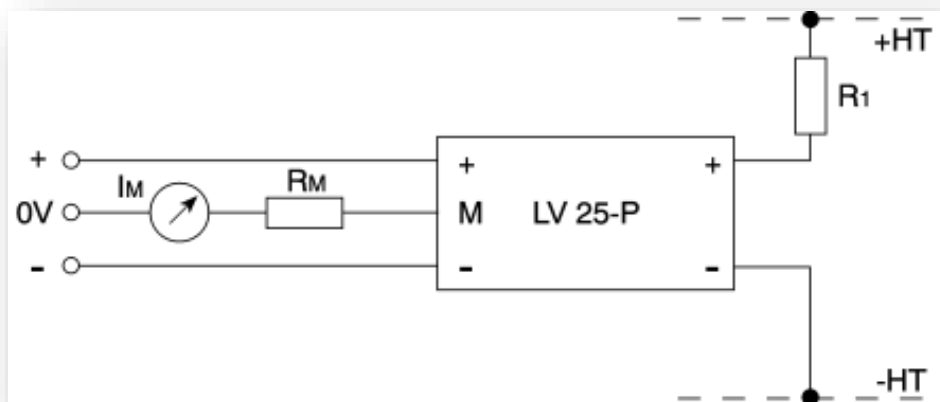 +HT
R1
+ + +
IM RM
0V M LV 25-P
- - -
-HT